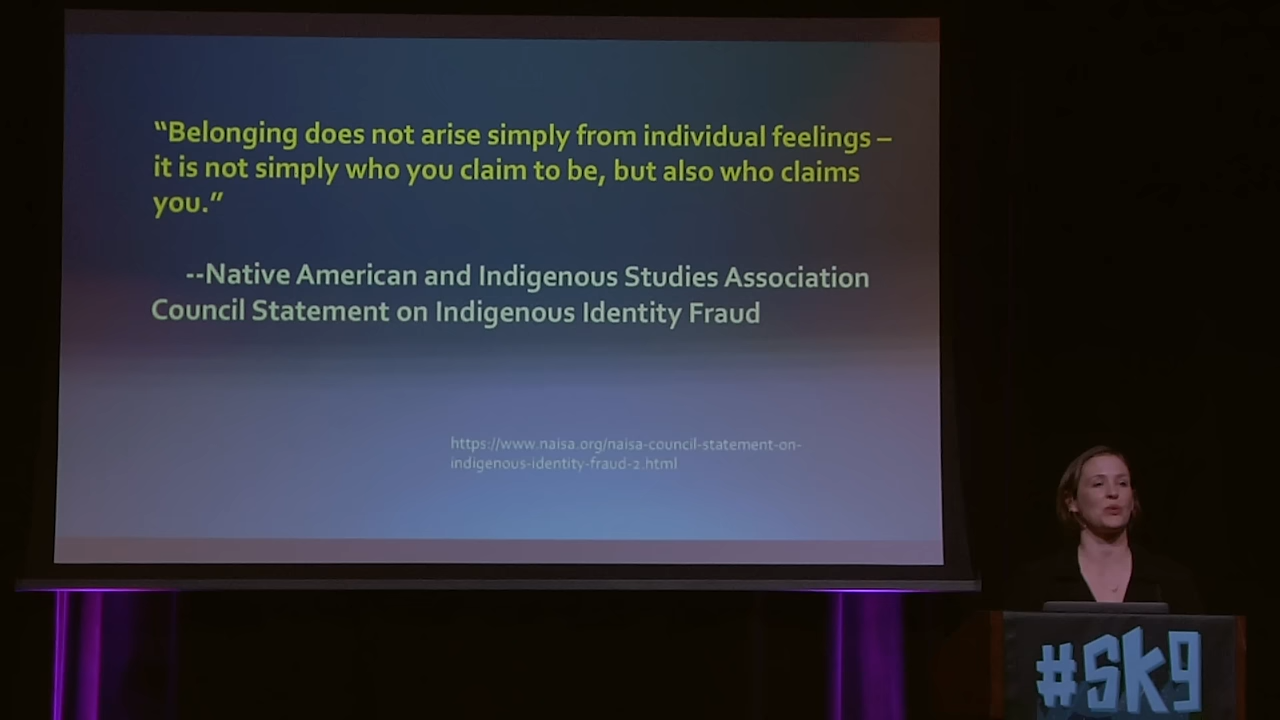 “Belonging does not arise simply from individual feelings –
it is not simply who you claim to be, but also who claims
you.”
--Native American and Indigenous Studies Association
Council Statement on Indigenous Identity Fraud
https://www.naisa.org/naisa-council-statement-on-
indigenous-identity-fraud-2.html
#SK9